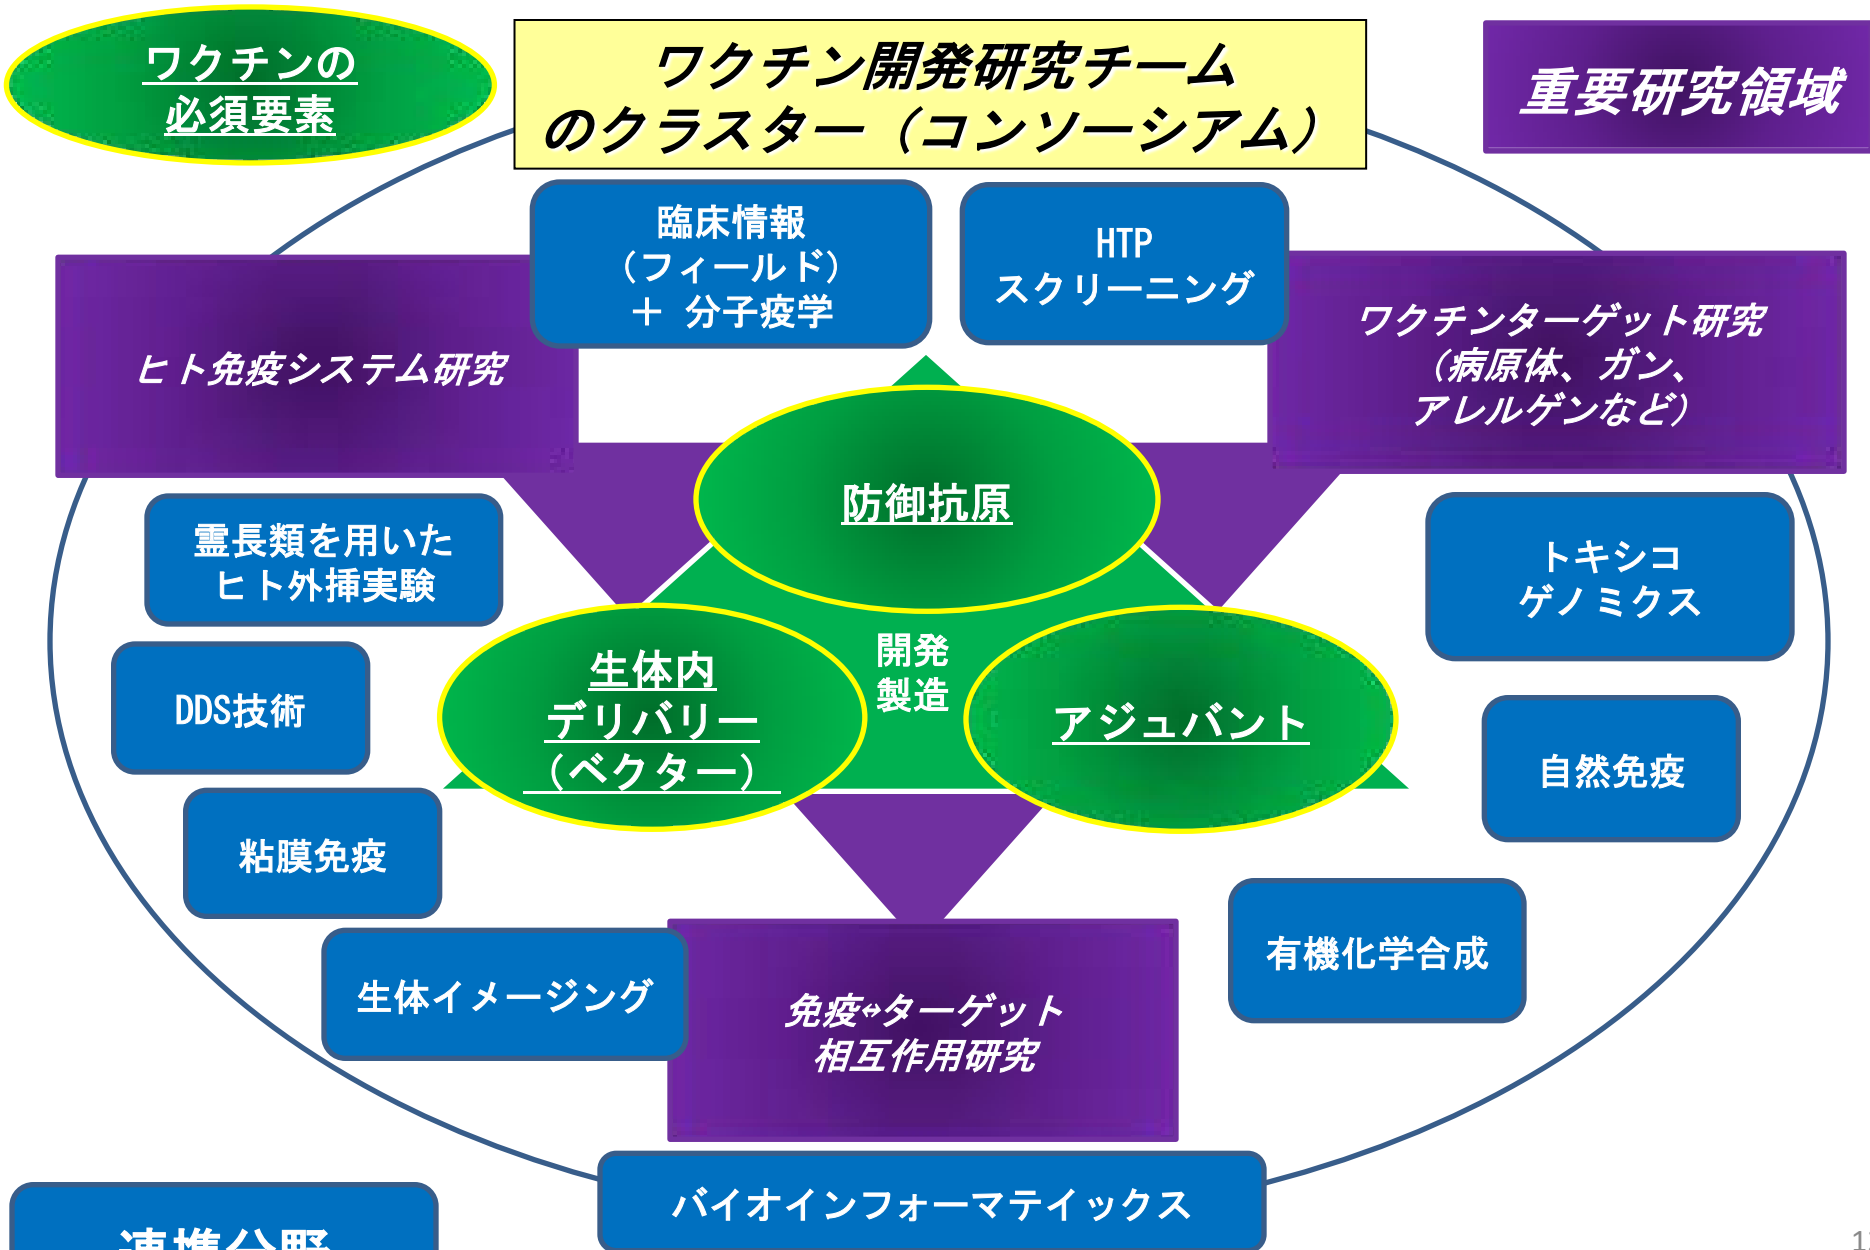 ワクチンの
必須要素
ワクチン開発研究チーム
のクラスター（コンソーシアム）
重要研究領域
臨床情報
（フィールド）
＋ 分子疫学
HTP
スクリーニング
ヒト免疫システム研究
ワクチンターゲット研究
（病原体、ガン、
アレルゲンなど）
防御抗原
霊長類を用いた
ヒト外挿実験
トキシコ
ゲノミクス
開発
製造
生体内
デリバリー
（ベクター）
アジュバント
DDS技術
自然免疫
粘膜免疫
有機化学合成
生体イメージング
免疫↔ターゲット
相互作用研究
バイオインフォーマテイックス
連携分野